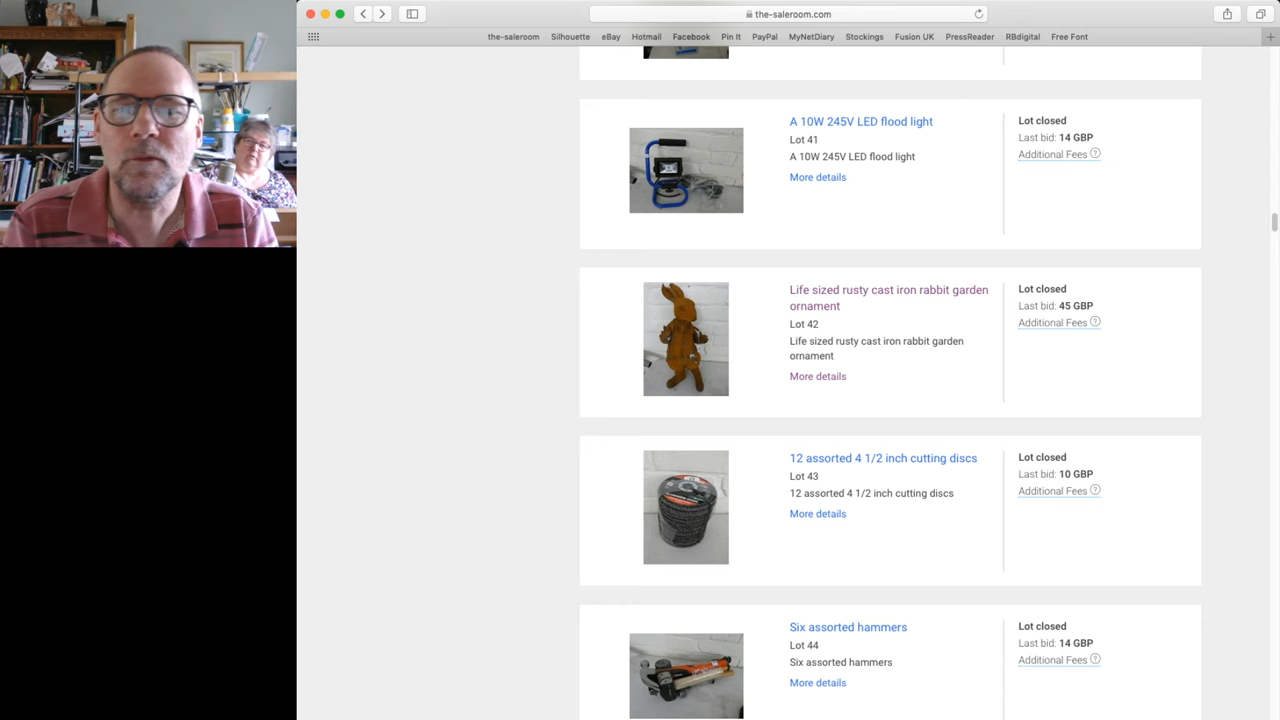 the-saleroom.com
the-saleroom Silhouette eBay Hotmail Facebook Pin It PayPal MyNetDiary Stockings Fusion UK PressReader RBdigital Free Font
A 10W 245V LED flood light
Lot 41
A 10W 245V LED flood light
More details
Lot closed
Last bid: 14 GBP
Additional Fees ?
Life sized rusty cast iron rabbit garden
ornament
Lot 42
Life sized rusty cast iron rabbit garden
ornament
More details
Lot closed
Last bid: 45 GBP
Additional Fees ?
12 assorted 4 1/2 inch cutting discs
Lot 43
12 assorted 4 1/2 inch cutting discs
More details
Lot closed
Last bid: 10 GBP
Additional Fees ?
Six assorted hammers
Lot 44
Six assorted hammers
More details
Lot closed
Last bid: 14 GBP
Additional Fees ?